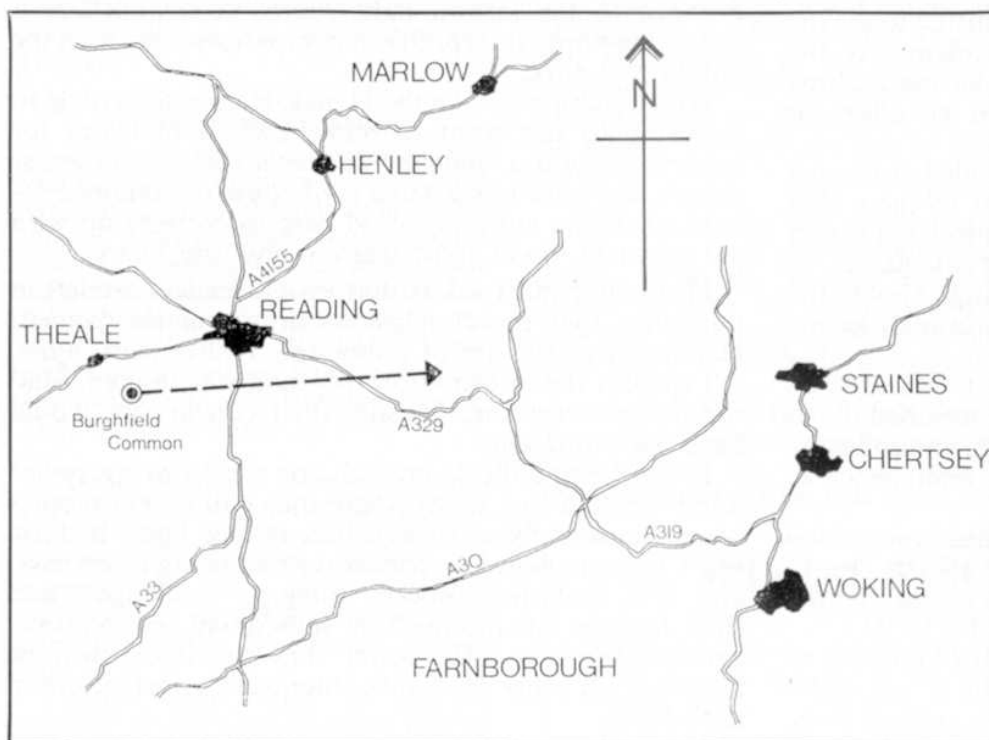 MARLOW
N
HENLEY
A4155
READING
THEALE
STAINES
Burghfield
Common
A329
CHERTSEY
A319
A30
A33
WOKING
FARNBOROUGH